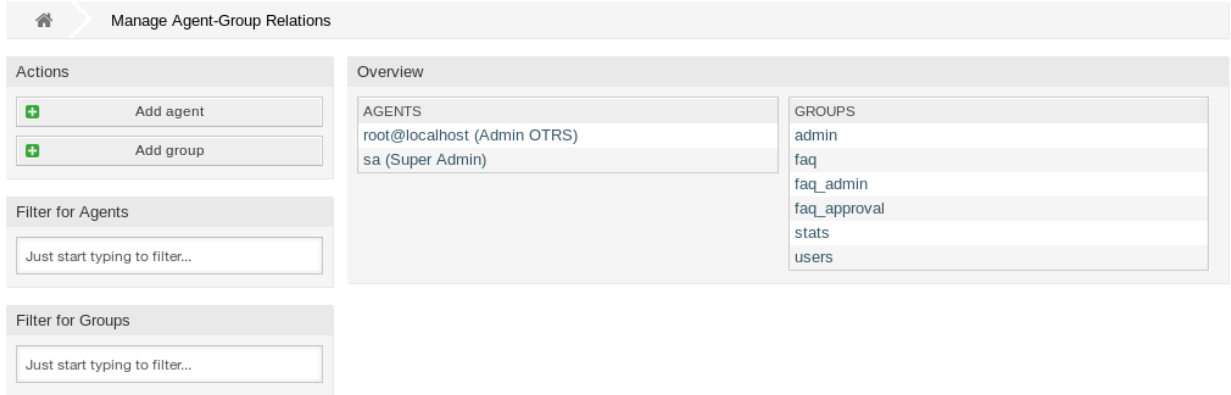 Manage Agent-Group Relations
Actions
Add agent
Add group
Filter for Agents
Just start typing to filter...
Filter for Groups
Just start typing to filter...
Overview
AGENTS
root@localhost (Admin OTRS)
sa (Super Admin)
GROUPS
admin
faq
faq_admin
faq_approval
stats
users